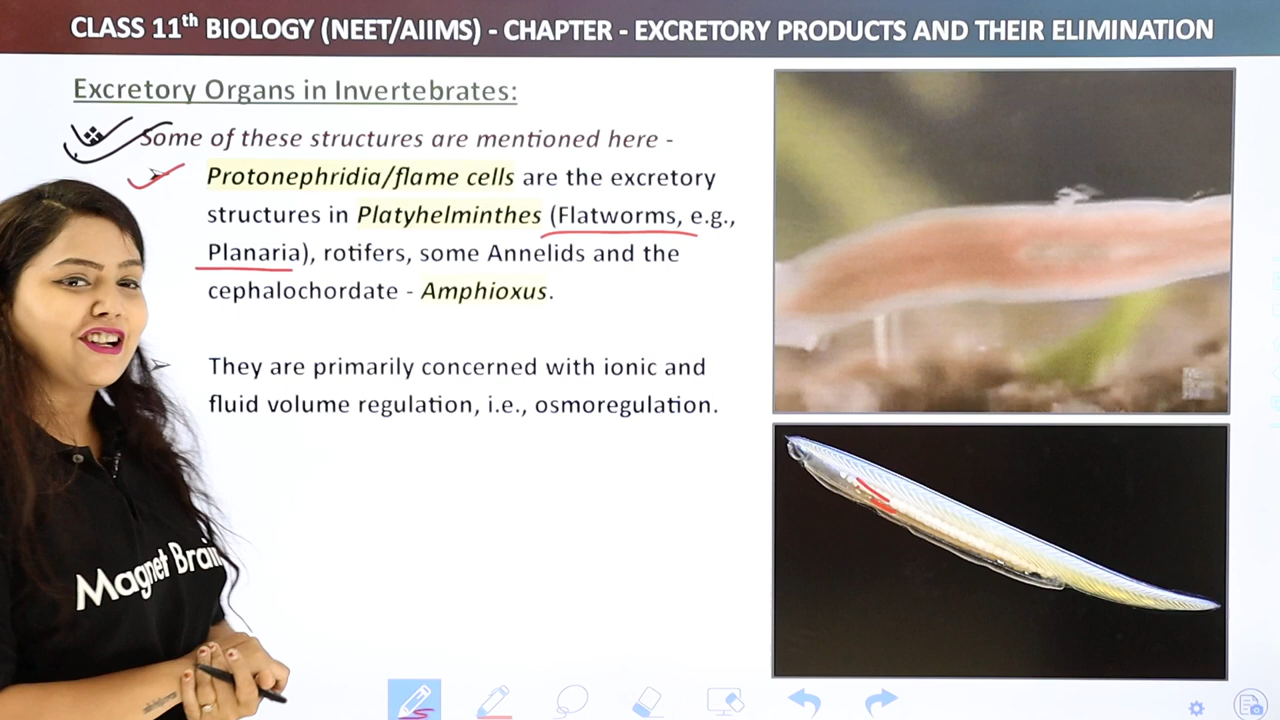 CLASS 11th BIOLOGY (NEET/AIIMS) - CHAPTER - EXCRETORY PRODUCTS AND THEIR ELIMINATION
Excretory Organs in Invertebrates:
Some of these structures are mentioned here -
Protonephridia/flame cells are the excretory
structures in Platyhelminthes (Flatworms, e.g.,
Planaria), rotifers, some Annelids and the
cephalochordate - Amphioxus.
They are primarily concerned with ionic and
fluid volume regulation, i.e., osmoregulation.
Magnet Brain